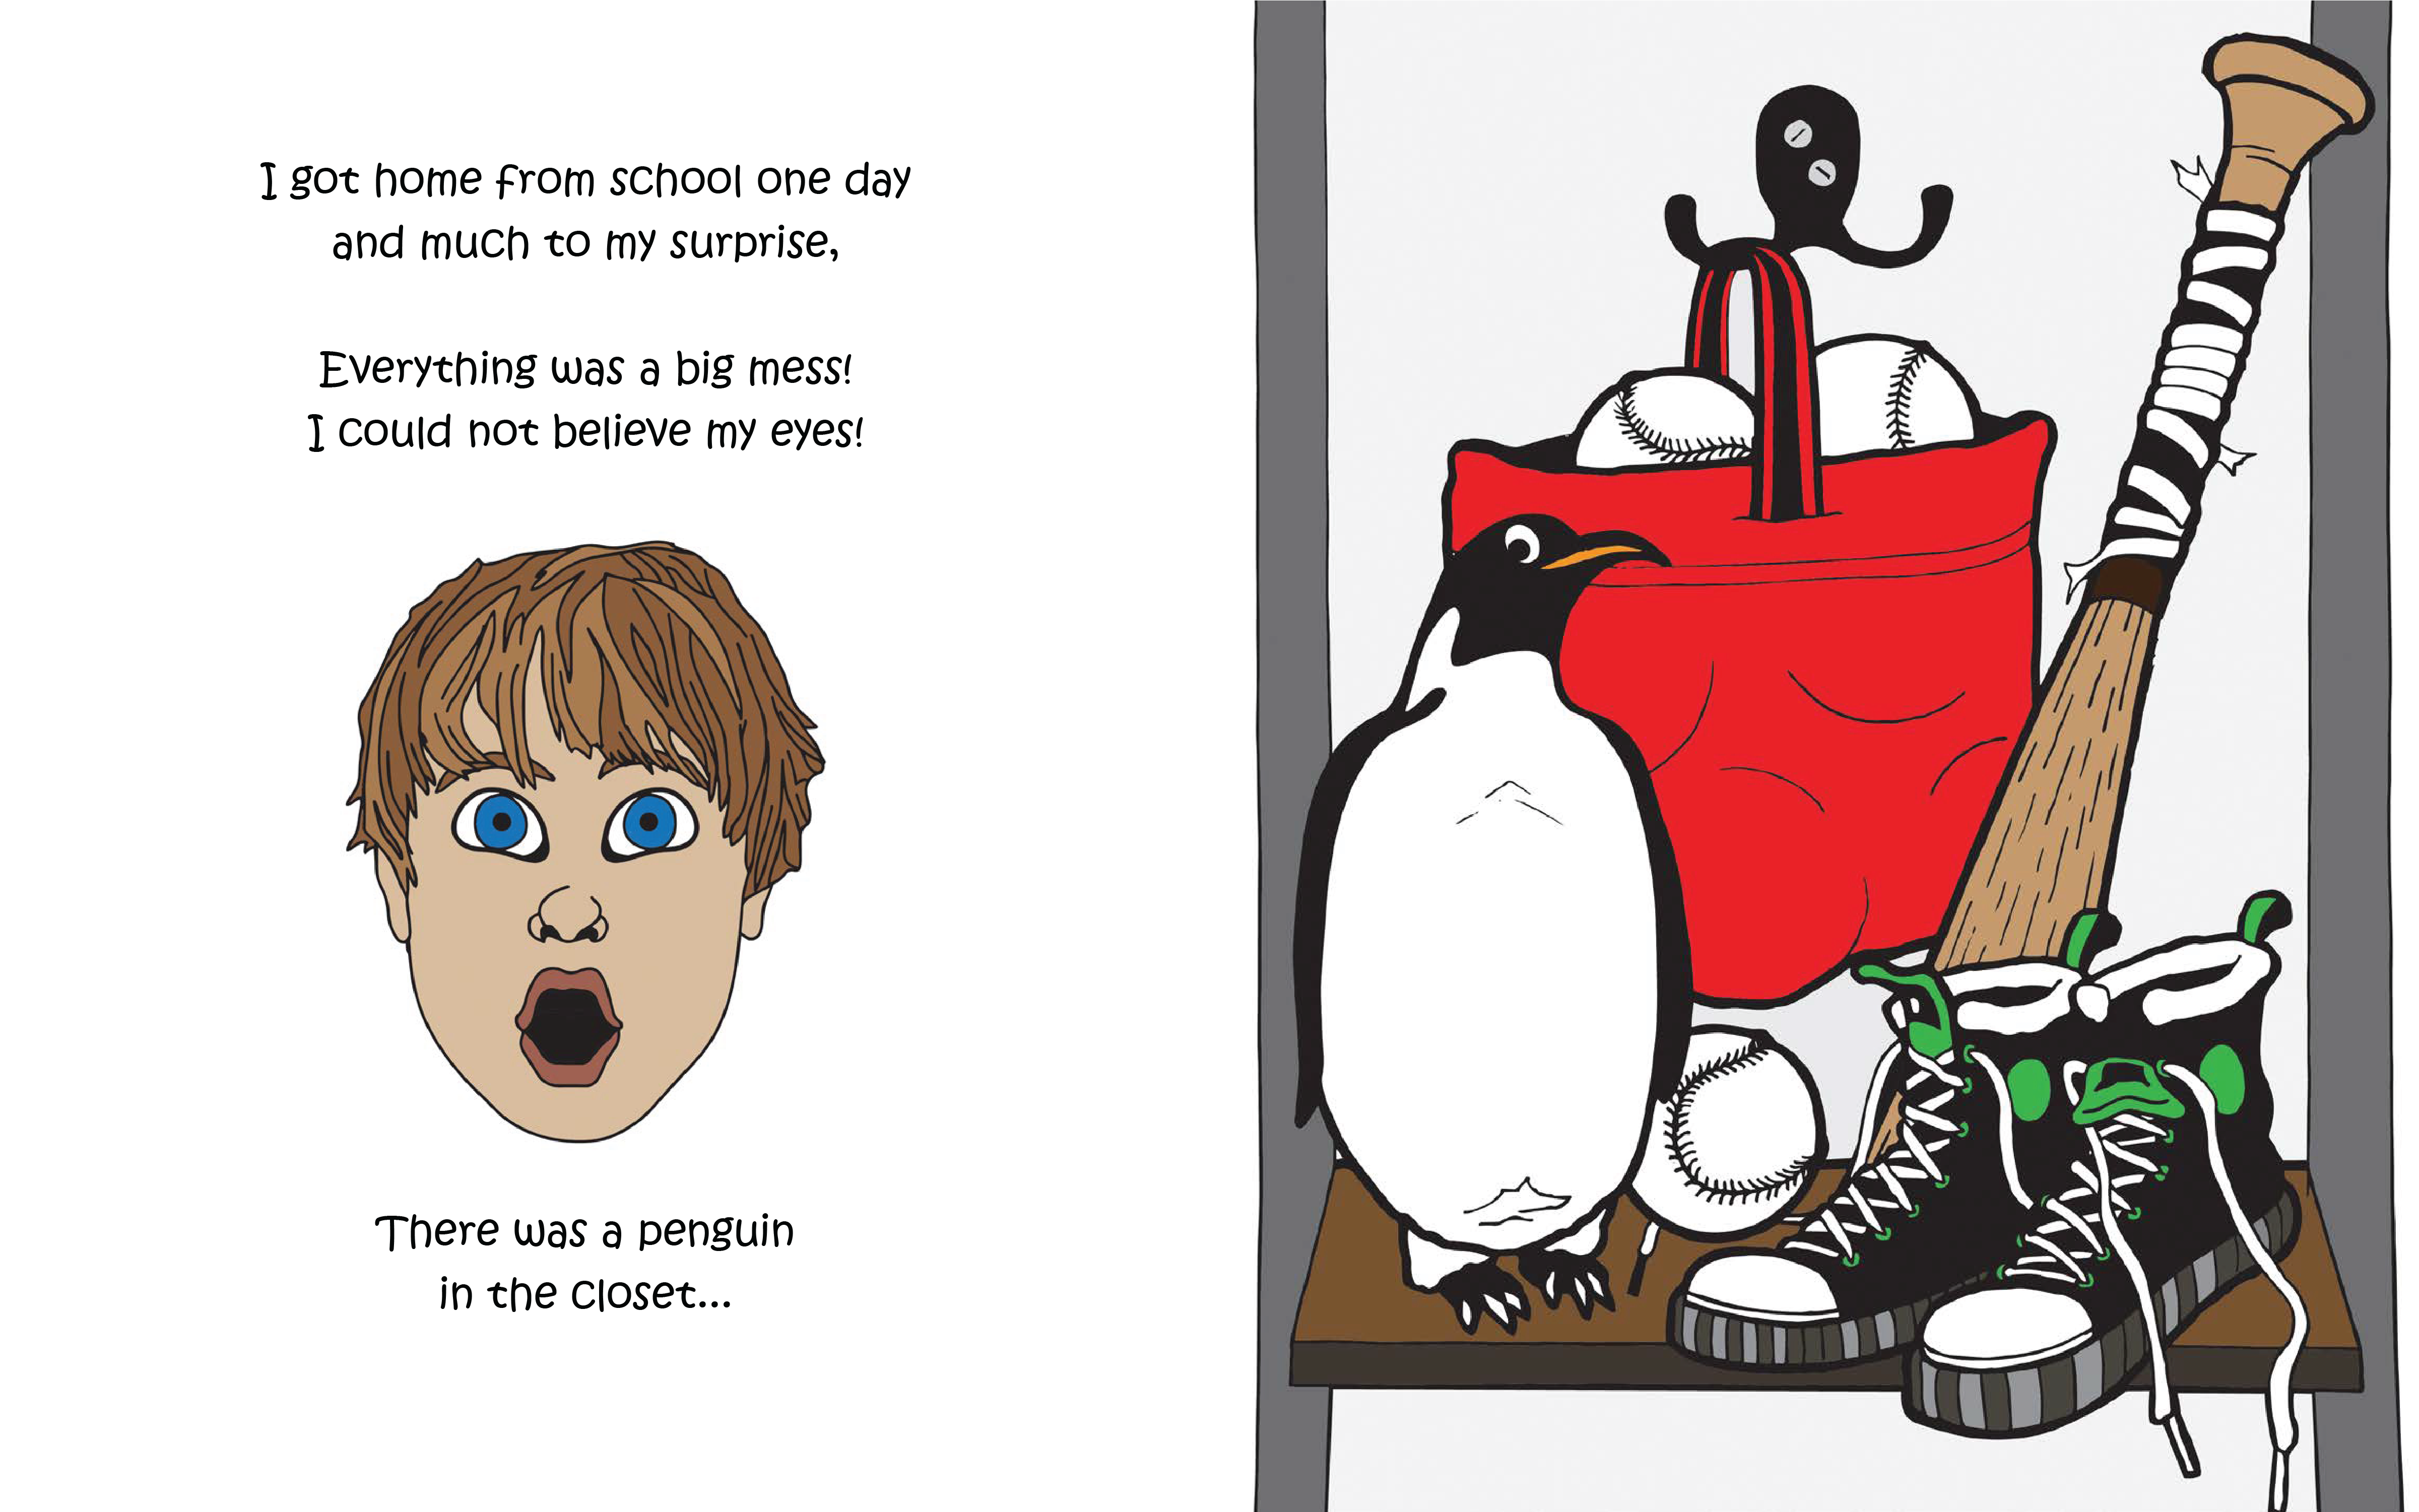 I got home from school one day
and much to my surprise,
Everything was a big mess!
I could not believe my eyes!
There was a penguin
in the closet...